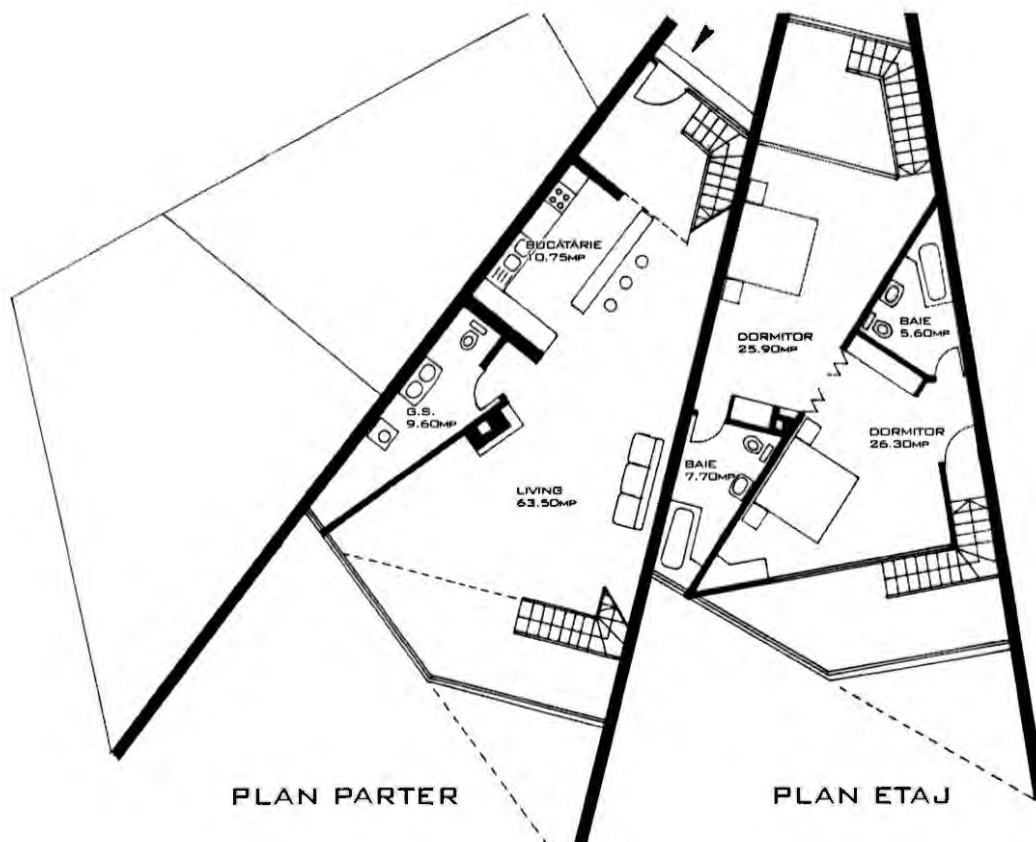 BUCĂTĂRIE
10.75MP
G.S.
9.60MP
LIVING
63.50MP
DORMITOR
25.90MP
BAIE
5.60MP
DORMITOR
26.30MP
BAIE
7.70MP
PLAN PARTER
PLAN ETAJ